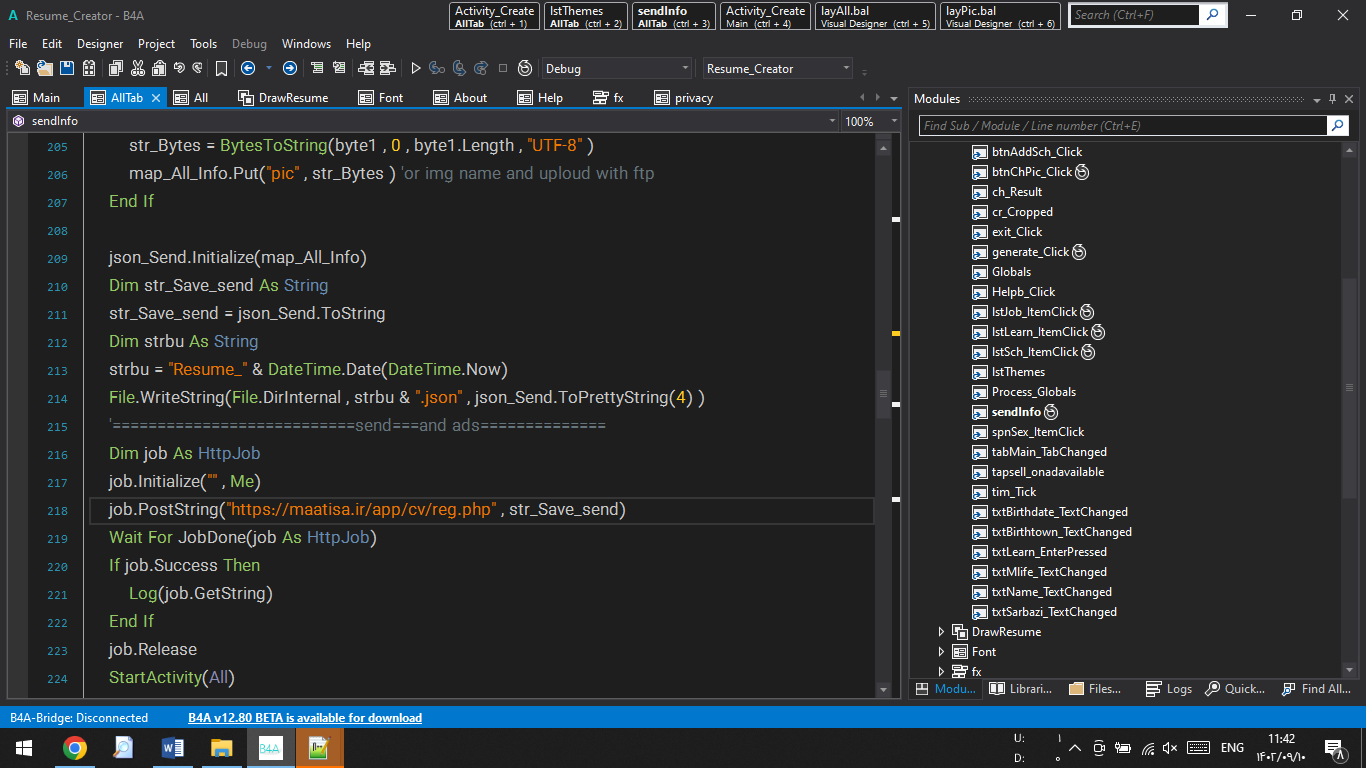 Resume_Creator - B4A
Activity_Create
AllTab (ctrl + 1)
lstThemes
AllTab (ctrl + 2)
sendInfo
AllTab (ctrl + 3)
Activity_Create
Main (ctrl + 4)
layAll.bal
Visual Designer (ctrl + 5)
layPic.bal
Visual Designer (ctrl + 6)
Search (Ctrl+F)
File Edit Designer Project Tools Debug Windows Help
Debug
Resume_Creator
Main AllTab All DrawResume Font About Help fx privacy
sendInfo
100%
205 str_Bytes = BytesToString(byte1 , 0 , byte1.Length , "UTF-8" )
206 map_All_Info.Put("pic" , str_Bytes ) 'or img name and uploud with ftp
207 End If
208
209 json_Send.Initialize(map_All_Info)
210 Dim str_Save_send As String
211 str_Save_send = json_Send.ToString
212 Dim strbu As String
213 strbu = "Resume_" & DateTime.Date(DateTime.Now)
214 File.WriteString(File.DirInternal , strbu & ".json" , json_Send.ToPrettyString(4) )
215 '===========================send===and ads==============
216 Dim job As HttpJob
217 job.Initialize("" , Me)
218 job.PostString("https://maatisa.ir/app/cv/reg.php" , str_Save_send)
219 Wait For JobDone(job As HttpJob)
220 If job.Success Then
221 Log(job.GetString)
222 End If
223 job.Release
224 StartActivity(All)
Modules
Find Sub / Module / Line number (Ctrl+E)
btnAddSch_Click
btnChPic_Click
ch_Result
cr_Cropped
exit_Click
generate_Click
Globals
Helpb_Click
lstJob_ItemClick
lstLearn_ItemClick
lstSch_ItemClick
lstThemes
Process_Globals
sendInfo
spnSex_ItemClick
tabMain_TabChanged
tapsell_onadavailable
tim_Tick
txtBirthdate_TextChanged
txtBirthtown_TextChanged
txtLearn_EnterPressed
txtMlife_TextChanged
txtName_TextChanged
txtSarbazi_TextChanged
DrawResume
Font
fx
Modu... Librari... Files... Logs Quick... Find All...
B4A-Bridge: Disconnected
B4A v12.80 BETA is available for download
B4A
U: ۱
D: ۰
ENG
11:42
۱۴۰۲/۰۹/۱۰
۸